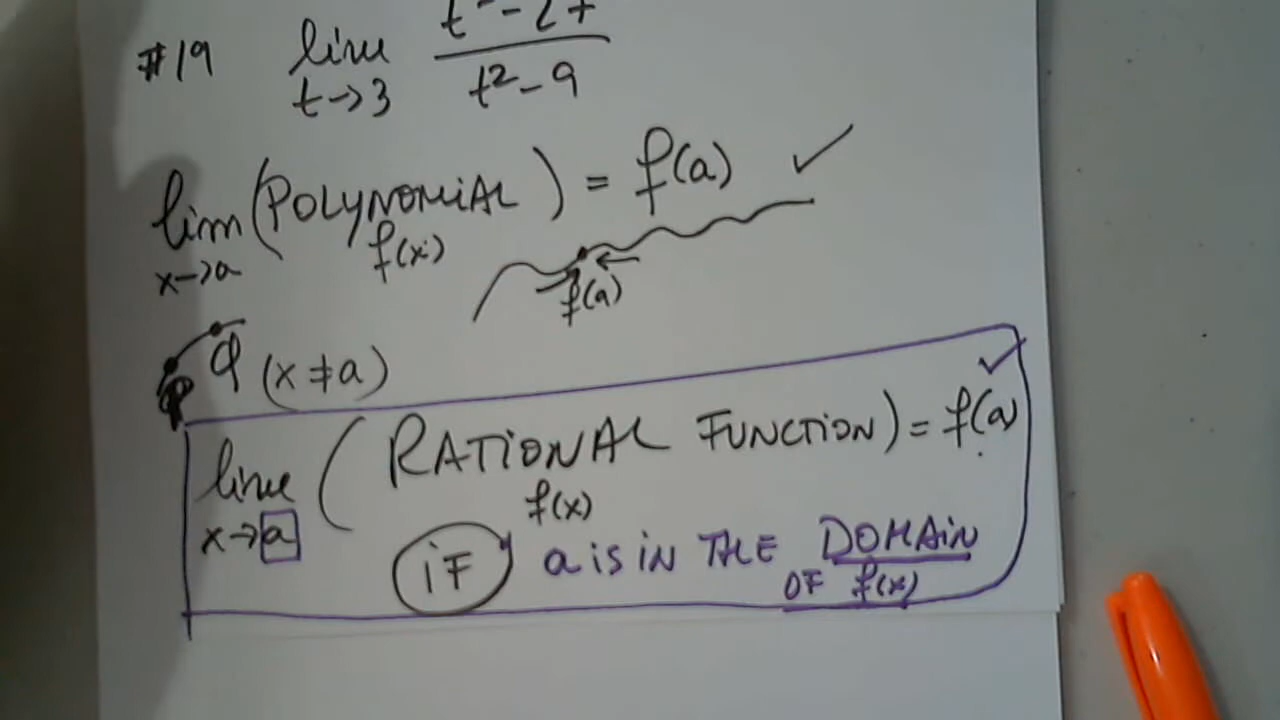 #19 lim t→3
t² - 9
lim x→a (POLYNOMIAL) = f(a) ✓
f(x)
f(a)
(x ≠ a)
lim x→a (RATIONAL FUNCTION) = f(a) ✓
f(x)
IF a IS IN THE DOMAIN
OF f(x)